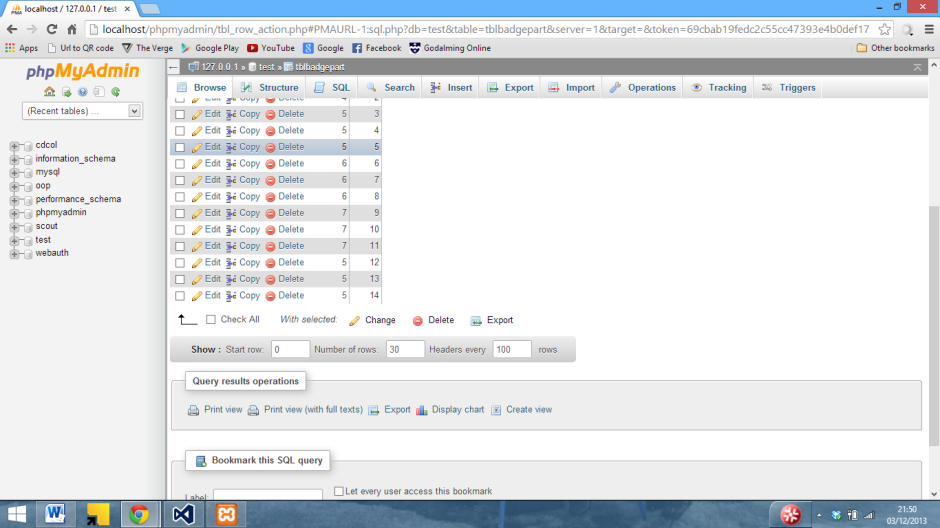 localhost / 127.0.0.1 / test
localhost/phpmyadmin/tbl_row_action.php#PMAURL-1:sql.php?db=test&table=tblbadgepart&server=1&target=&token=69cbab19fedc2c55cc47393e4b0def17
Apps Url to QR code The Verge Google Play YouTube Google Facebook Godalming Online Other bookmarks
phpMyAdmin
(Recent tables) ...
cdcol
information_schema
mysql
oop
performance_schema
phpmyadmin
scout
test
webauth
127.0.0.1 » test » tblbadgepart
Browse Structure SQL Search Insert Export Import Operations Tracking Triggers
Edit Copy Delete 4 2
Edit Copy Delete 5 3
Edit Copy Delete 5 4
Edit Copy Delete 5 5
Edit Copy Delete 6 6
Edit Copy Delete 6 7
Edit Copy Delete 6 8
Edit Copy Delete 7 9
Edit Copy Delete 7 10
Edit Copy Delete 7 11
Edit Copy Delete 5 12
Edit Copy Delete 5 13
Edit Copy Delete 5 14
Check All With selected: Change Delete Export
Show : Start row: 0 Number of rows: 30 Headers every 100 rows
Query results operations
Print view Print view (with full texts) Export Display chart Create view
Bookmark this SQL query
Label: Let every user access this bookmark
21:50
03/12/2013